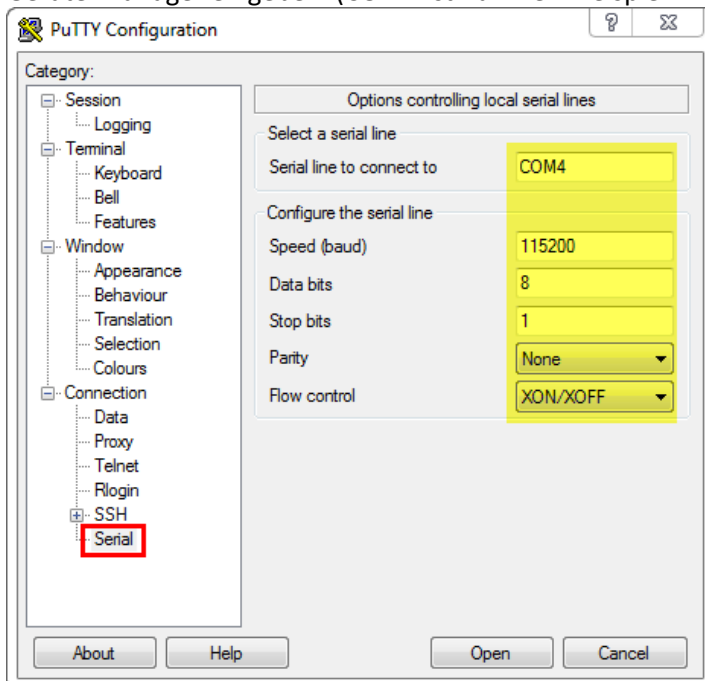 PuTTY Configuration
Category:
Session
Logging
Terminal
Keyboard
Bell
Features
Window
Appearance
Behaviour
Translation
Selection
Colours
Connection
Data
Proxy
Telnet
Rlogin
SSH
Serial
Options controlling local serial lines
Select a serial line
Serial line to connect to COM4
Configure the serial line
Speed (baud) 115200
Data bits 8
Stop bits 1
Parity None
Flow control XON/XOFF
About Help Open Cancel